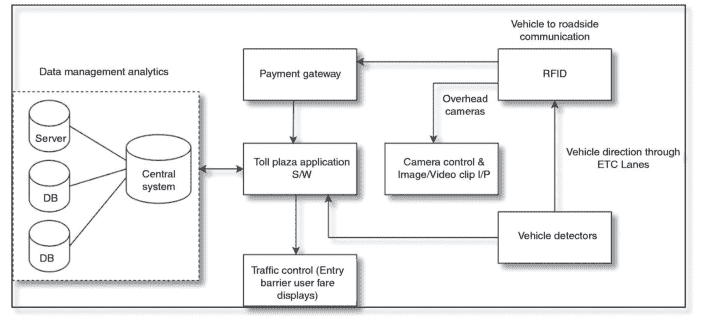 Vehicle to roadside
communication
Data management analytics
Payment gateway
RFID
Overhead
cameras
Server
DB
DB
Central
system
Toll plaza application
S/W
Camera control &
Image/Video clip I/P
Vehicle direction through
ETC Lanes
Vehicle detectors
Traffic control (Entry
barrier user fare
displays)